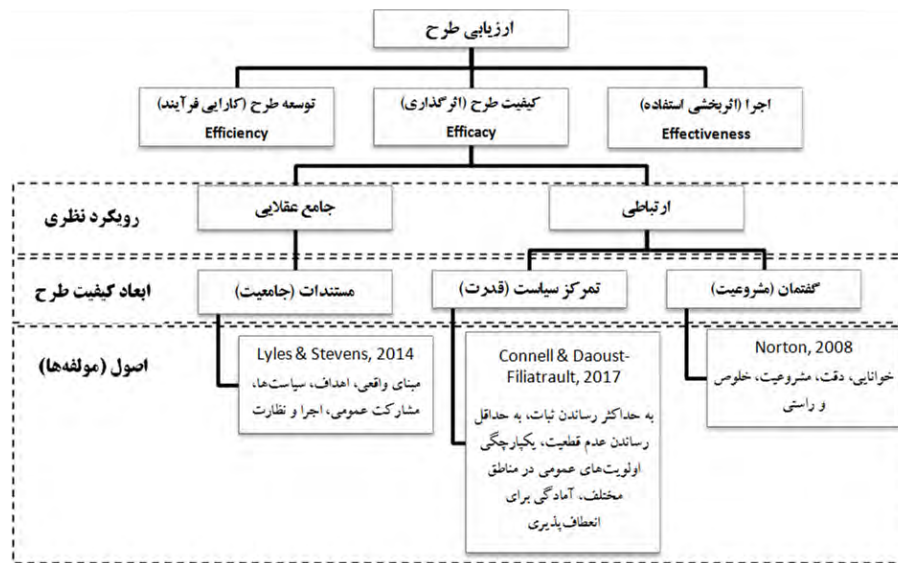 ارزیابی طرح
اجرا (اثربخشی استفاده)
Effectiveness
کیفیت طرح (اثرگذاری)
Efficacy
توسعه طرح (کارایی فرآیند)
Efficiency
رویکرد نظری
ارتباطی
جامع عقلایی
ابعاد کیفیت طرح
گفتمان (مشروعیت)
تمرکز سیاست (قدرت)
مستندات (جامعیت)
اصول (مولفه‌ها)
Norton, 2008
خوانایی، دقت، مشروعیت، خلوص
و راستی
Connell & Daoust-
Filiatrault, 2017
به حداکثر رساندن ثبات، به حداقل
رساندن عدم قطعیت، یکپارچگی
اولویت‌های عمومی در مناطق
مختلف، آمادگی برای
انعطاف‌پذیری
Lyles & Stevens, 2014
مبنای واقعی، اهداف، سیاست‌ها،
مشارکت عمومی، اجرا و نظارت